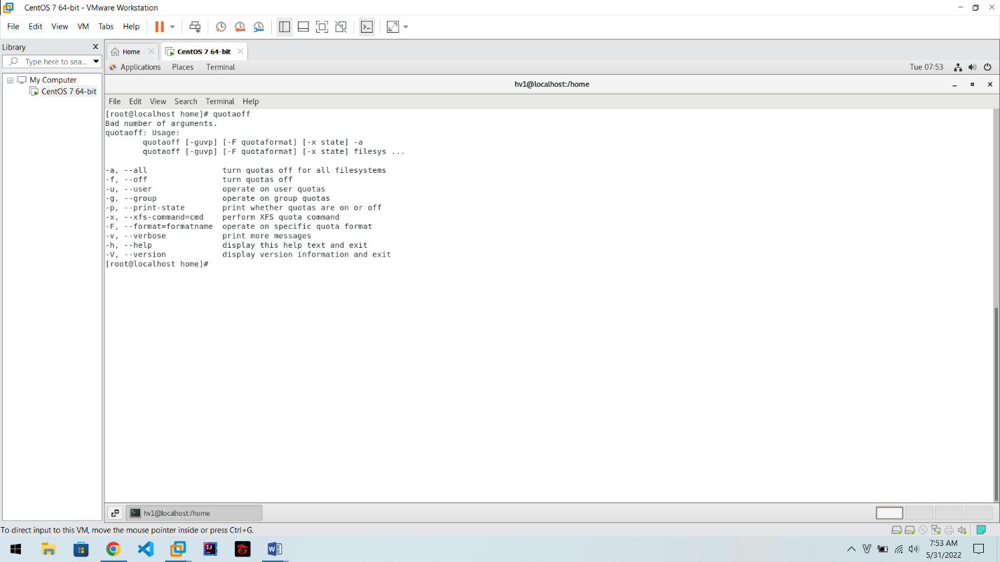 CentOS 7 64-bit - VMware Workstation
File Edit View VM Tabs Help
Library
Type here to sea...
My Computer
CentOS 7 64-bit
Home
CentOS 7 64-bit
Applications Places Terminal
Tue 07:53
hv1@localhost:/home
File Edit View Search Terminal Help
[root@localhost home]# quotaoff
Bad number of arguments.
quotaoff: Usage:
        quotaoff [-guvp] [-F quotaformat] [-x state] -a
        quotaoff [-guvp] [-F quotaformat] [-x state] filesys ...
-a, --all                turn quotas off for all filesystems
-f, --off                turn quotas off
-u, --user               operate on user quotas
-g, --group              operate on group quotas
-p, --print-state        print whether quotas are on or off
-x, --xfs-command=cmd    perform XFS quota command
-F, --format=formatname  operate on specific quota format
-v, --verbose            print more messages
-h, --help               display this help text and exit
-V, --version            display version information and exit
[root@localhost home]#
hv1@localhost:/home
To direct input to this VM, move the mouse pointer inside or press Ctrl+G.
7:53 AM
5/31/2022